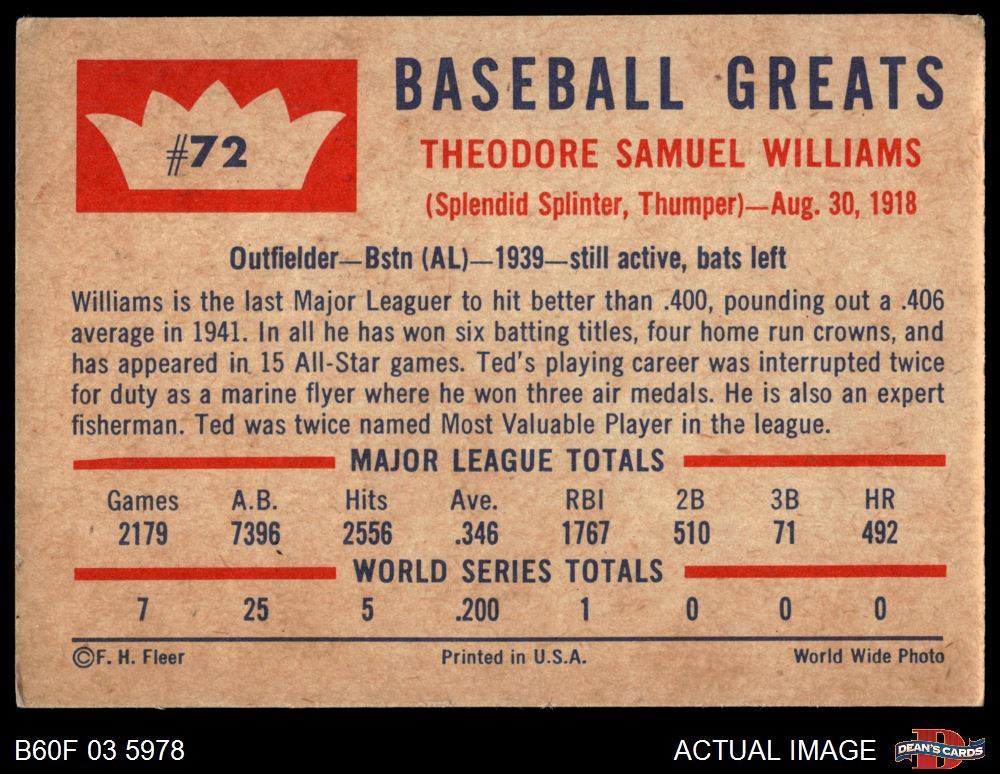 #72
BASEBALL GREATS
THEODORE SAMUEL WILLIAMS
(Splendid Splinter, Thumper)—Aug. 30, 1918
Outfielder—Bstn (AL)—1939—still active, bats left
Williams is the last Major Leaguer to hit better than .400, pounding out a .406
average in 1941. In all he has won six batting titles, four home run crowns, and
has appeared in 15 All-Star games. Ted's playing career was interrupted twice
for duty as a marine flyer where he won three air medals. He is also an expert
fisherman. Ted was twice named Most Valuable Player in the league.
MAJOR LEAGUE TOTALS
Games A.B. Hits Ave. RBI 2B 3B HR
2179 7396 2556 .346 1767 510 71 492
WORLD SERIES TOTALS
7 25 5 .200 1 0 0 0
©F. H. Fleer Printed in U.S.A. World Wide Photo
B60F 03 5978 ACTUAL IMAGE DEAN'S CARDS